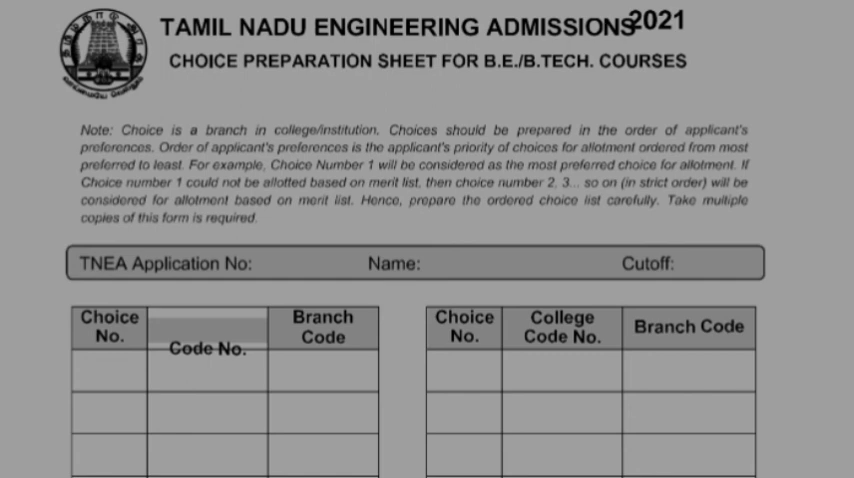 TAMIL NADU ENGINEERING ADMISSIONS 2021
CHOICE PREPARATION SHEET FOR B.E./B.TECH. COURSES
Note: Choice is a branch in college/institution. Choices should be prepared in the order of applicant's
preferences. Order of applicant's preferences is the applicant's priority of choices for allotment ordered from most
preferred to least. For example, Choice Number 1 will be considered as the most preferred choice for allotment. If
Choice number 1 could not be allotted based on merit list, then choice number 2, 3... so on (in strict order) will be
considered for allotment based on merit list. Hence, prepare the ordered choice list carefully. Take multiple
copies of this form is required.
TNEA Application No: Name: Cutoff:
Choice No. Code No. Branch Code
Choice No. College Code No. Branch Code